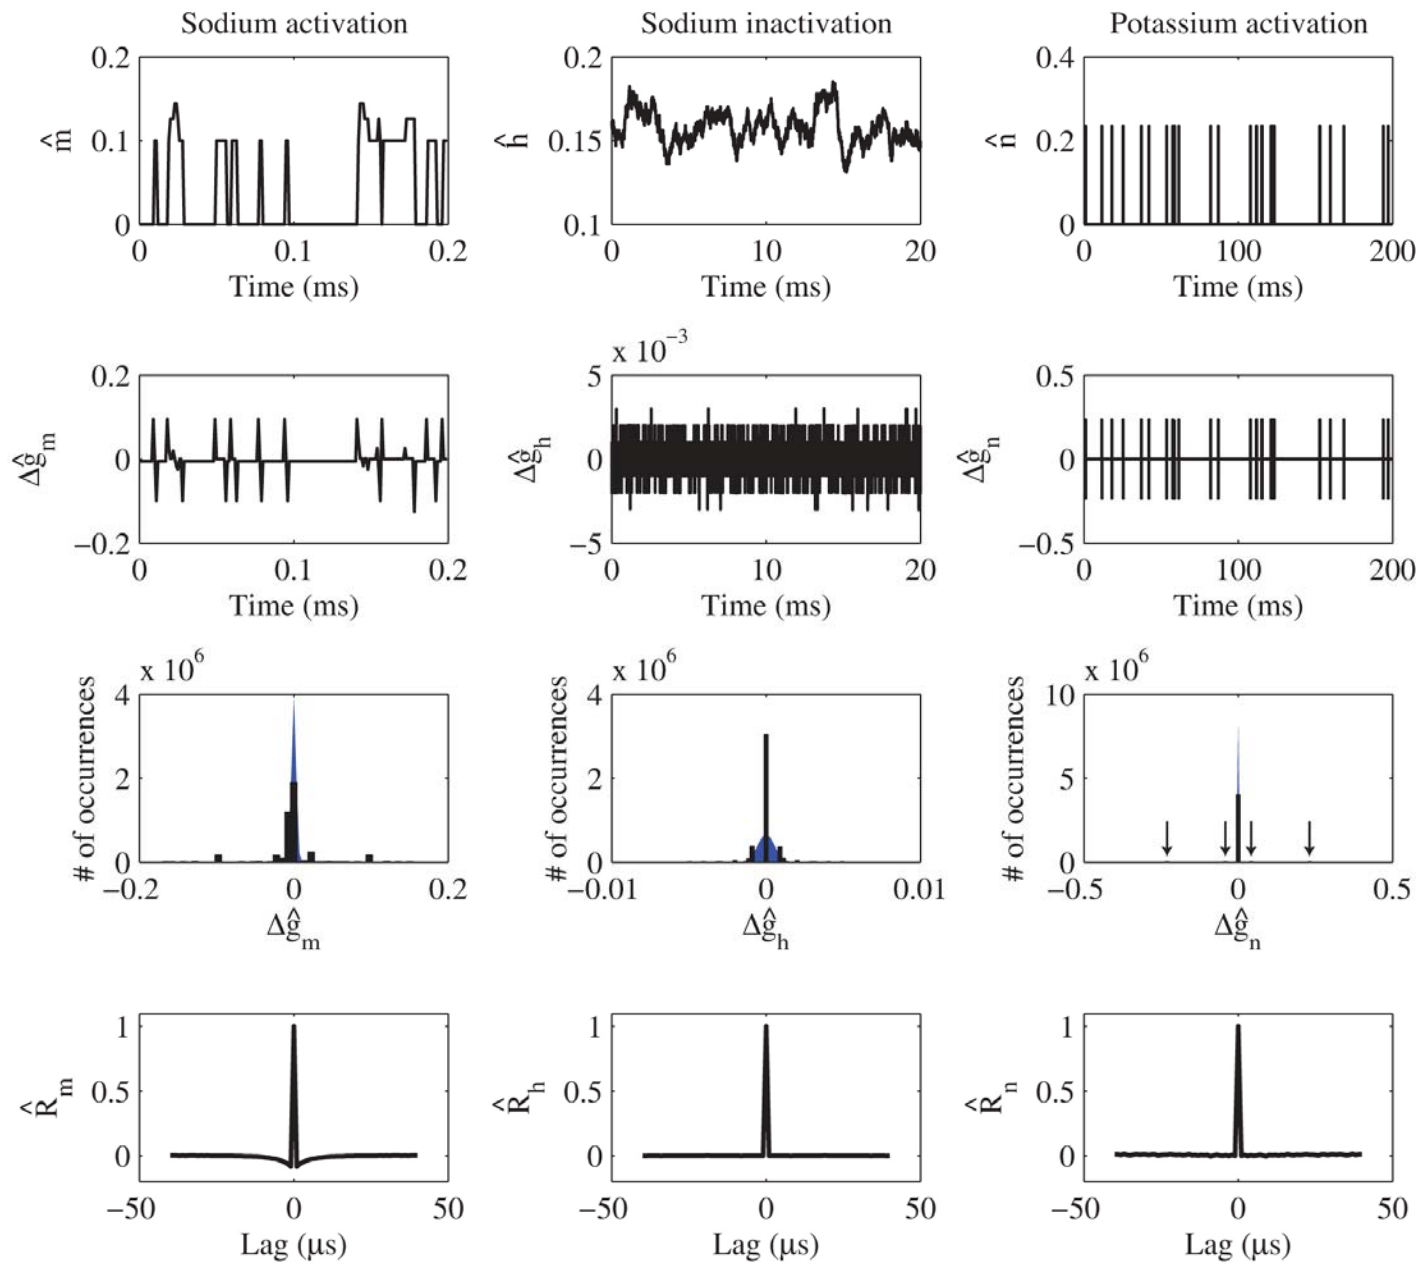 Sodium activation Sodium inactivation Potassium activation
0.2 0.2 0.4
m̂ 0.1 ĥ 0.15 n̂ 0.2
0 0.1 0
0 0.1 0.2 0 10 20 0 100 200
Time (ms) Time (ms) Time (ms)
x 10⁻³
0.2 5 0.5
Δĝₘ 0 Δĝₕ 0 Δĝₙ 0
−0.2 −5 −0.5
0 0.1 0.2 0 10 20 0 100 200
Time (ms) Time (ms) Time (ms)
x 10⁶ x 10⁶ x 10⁶
4 4 10
# of occurrences 2 # of occurrences 2 # of occurrences 5
0 0 0
−0.2 0 0.2 −0.01 0 0.01 −0.5 0 0.5
Δĝₘ Δĝₕ Δĝₙ
1 1 1
R̂ₘ 0.5 R̂ₕ 0.5 R̂ₙ 0.5
0 0 0
−50 0 50 −50 0 50 −50 0 50
Lag (μs) Lag (μs) Lag (μs)